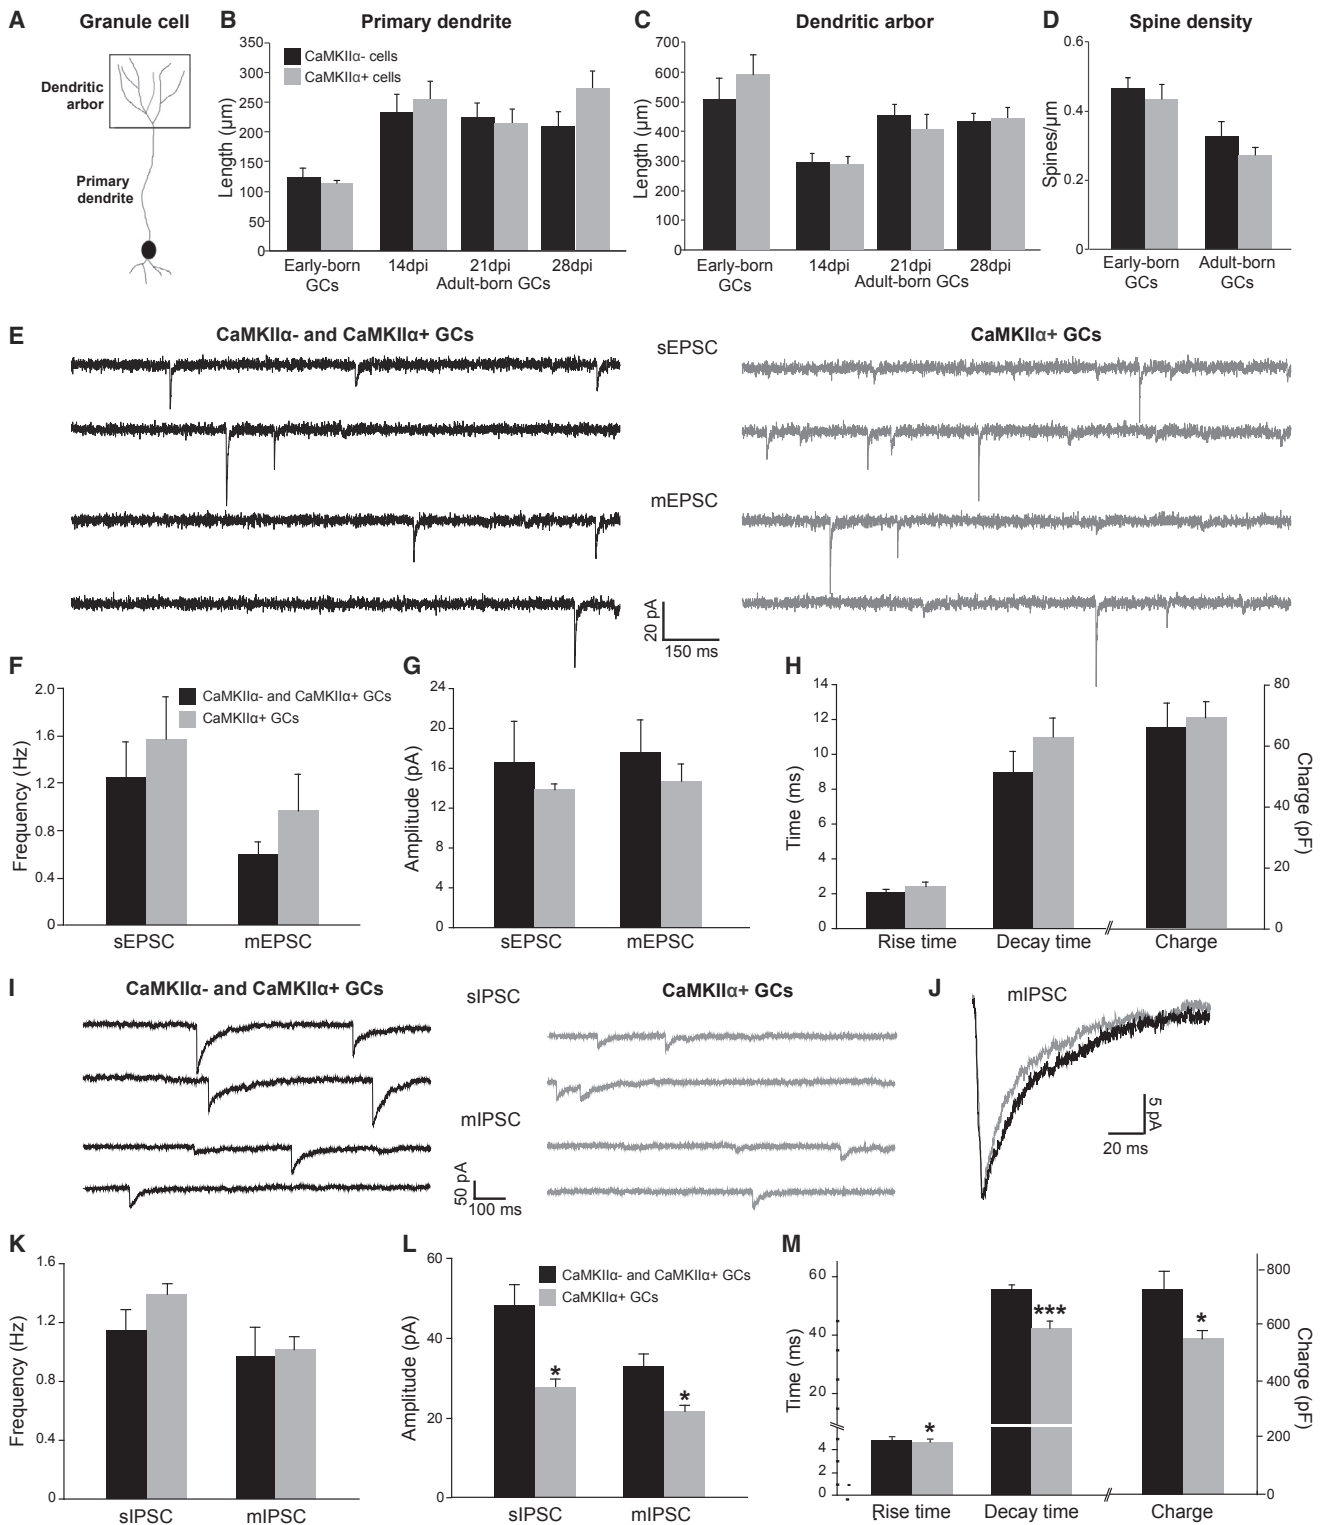 A Granule cell
Dendritic
arbor
Primary
dendrite
B Primary dendrite
CaMKIIα- cells
CaMKIIα+ cells
Length (μm)
350
300
250
200
150
100
50
0
Early-born
GCs
14dpi 21dpi 28dpi
Adult-born GCs
C Dendritic arbor
Length (μm)
700
600
500
400
300
200
100
0
Early-born
GCs
14dpi 21dpi 28dpi
Adult-born GCs
D Spine density
Spines/μm
0.6
0.4
0.2
0
Early-born
GCs
Adult-born
GCs
E CaMKIIα- and CaMKIIα+ GCs
sEPSC
CaMKIIα+ GCs
mEPSC
20 pA
150 ms
F
CaMKIIα- and CaMKIIα+ GCs
CaMKIIα+ GCs
Frequency (Hz)
2.0
1.6
1.2
0.8
0.4
0
sEPSC mEPSC
G
Amplitude (pA)
24
20
16
12
8
4
0
sEPSC mEPSC
H
Time (ms)
14
12
10
8
6
4
2
0
Charge (pF)
80
60
40
20
0
Rise time Decay time Charge
I CaMKIIα- and CaMKIIα+ GCs
sIPSC
CaMKIIα+ GCs
mIPSC
50 pA
100 ms
J mIPSC
5 pA
20 ms
K
Frequency (Hz)
1.6
1.2
0.8
0.4
0
sIPSC mIPSC
L
CaMKIIα- and CaMKIIα+ GCs
CaMKIIα+ GCs
Amplitude (pA)
60
40
20
0
*
*
sIPSC mIPSC
M
Time (ms)
60
40
20
4
2
0
Charge (pF)
800
600
400
200
0
*
***
*
Rise time Decay time Charge